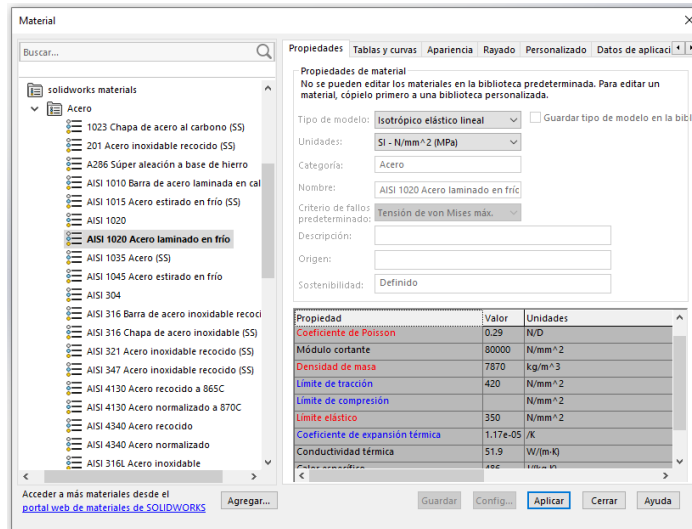 Material
Buscar...
solidworks materials
Acero
1023 Chapa de acero al carbono (SS)
201 Acero inoxidable recocido (SS)
A286 Súper aleación a base de hierro
AISI 1010 Barra de acero laminada en cal
AISI 1015 Acero estirado en frío (SS)
AISI 1020
AISI 1020 Acero laminado en frío
AISI 1035 Acero (SS)
AISI 1045 Acero estirado en frío
AISI 304
AISI 316 Barra de acero inoxidable recoci
AISI 316 Chapa de acero inoxidable (SS)
AISI 321 Acero inoxidable recocido (SS)
AISI 347 Acero inoxidable recocido (SS)
AISI 4130 Acero recocido a 865C
AISI 4130 Acero normalizado a 870C
AISI 4340 Acero recocido
AISI 4340 Acero normalizado
AISI 316L Acero inoxidable
Acceder a más materiales desde el
portal web de materiales de SOLIDWORKS
Agregar...
Propiedades Tablas y curvas Apariencia Rayado Personalizado Datos de aplicaci
Propiedades de material
No se pueden editar los materiales en la biblioteca predeterminada. Para editar un
material, cópielo primero a una biblioteca personalizada.
Tipo de modelo: Isotrópico elástico lineal Guardar tipo de modelo en la bibl
Unidades: SI - N/mm^2 (MPa)
Categoría: Acero
Nombre: AISI 1020 Acero laminado en fríc
Criterio de fallos
predeterminado: Tensión de von Mises máx.
Descripción:
Origen:
Sostenibilidad: Definido
Propiedad Valor Unidades
Coeficiente de Poisson 0.29 N/D
Módulo cortante 80000 N/mm^2
Densidad de masa 7870 kg/m^3
Límite de tracción 420 N/mm^2
Límite de compresión N/mm^2
Límite elástico 350 N/mm^2
Coeficiente de expansión térmica 1.17e-05 /K
Conductividad térmica 51.9 W/(m·K)
Calor específico 486 J/(kg·K)
Guardar Config... Aplicar Cerrar Ayuda